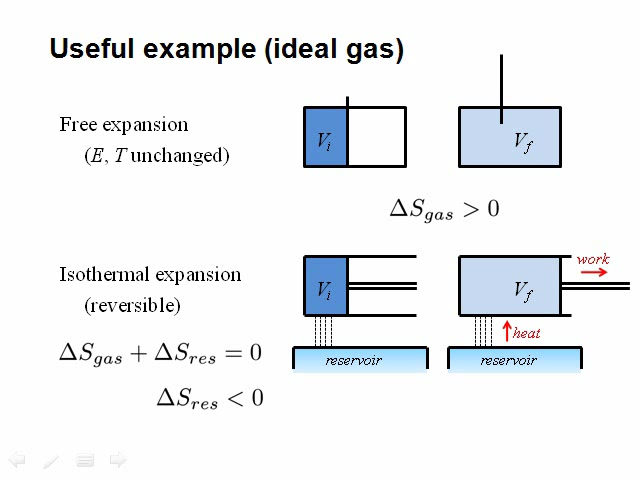 Useful example (ideal gas)
Free expansion
(E, T unchanged)
V_i
V_f
ΔS_gas > 0
Isothermal expansion
(reversible)
V_i
V_f
work
heat
reservoir
reservoir
ΔS_gas + ΔS_res = 0
ΔS_res < 0